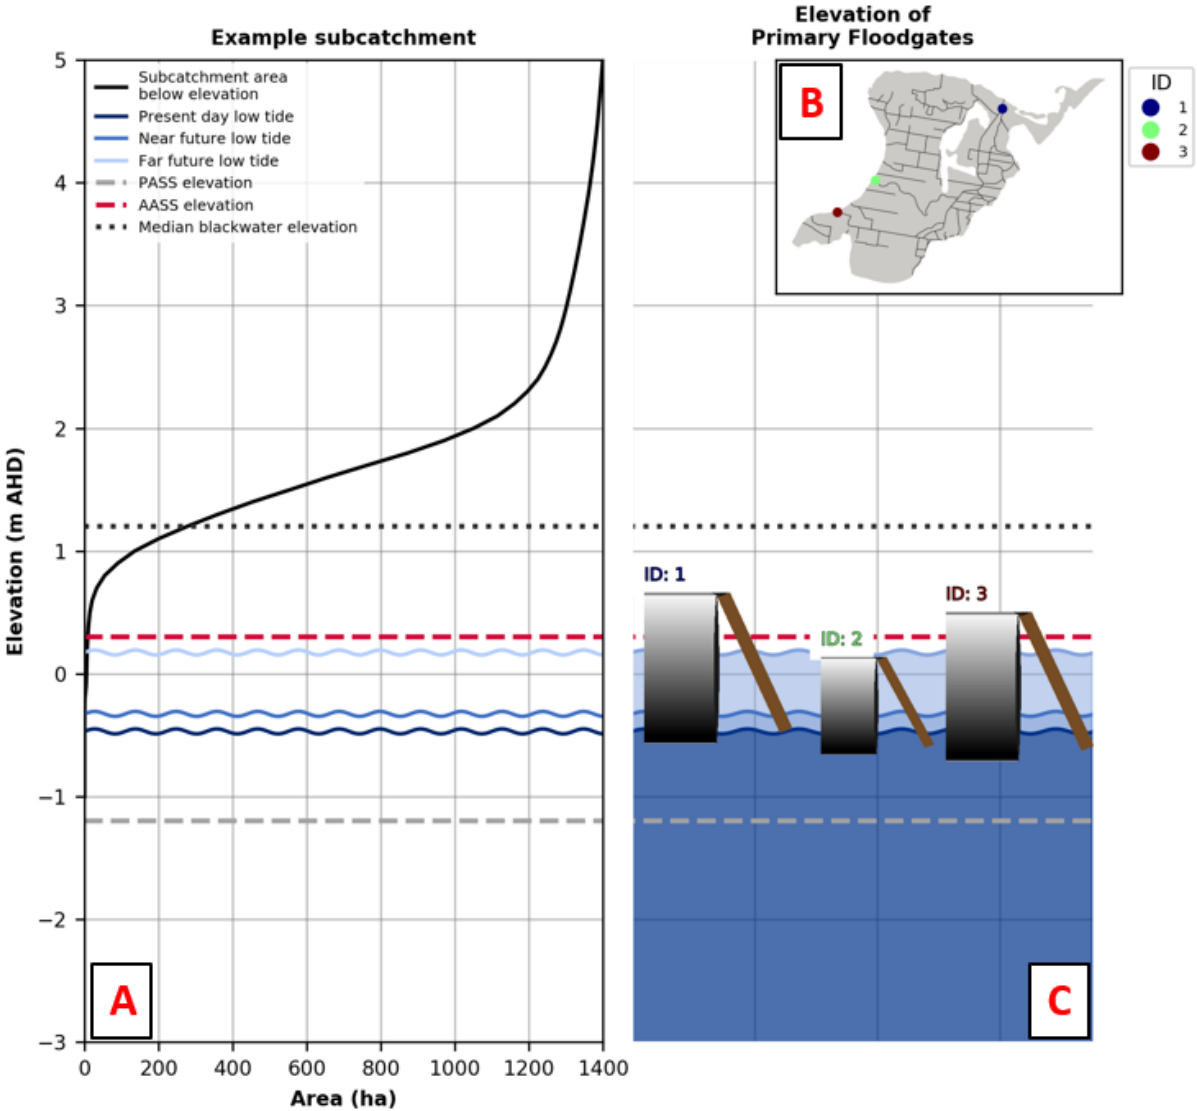 Example subcatchment
Elevation of
Primary Floodgates
5
4
3
2
1
0
−1
−2
−3
Elevation (m AHD)
Subcatchment area
below elevation
Present day low tide
Near future low tide
Far future low tide
PASS elevation
AASS elevation
Median blackwater elevation
A
0
200
400
600
800
1000
1200
1400
Area (ha)
B
ID
1
2
3
ID: 1
ID: 2
ID: 3
C